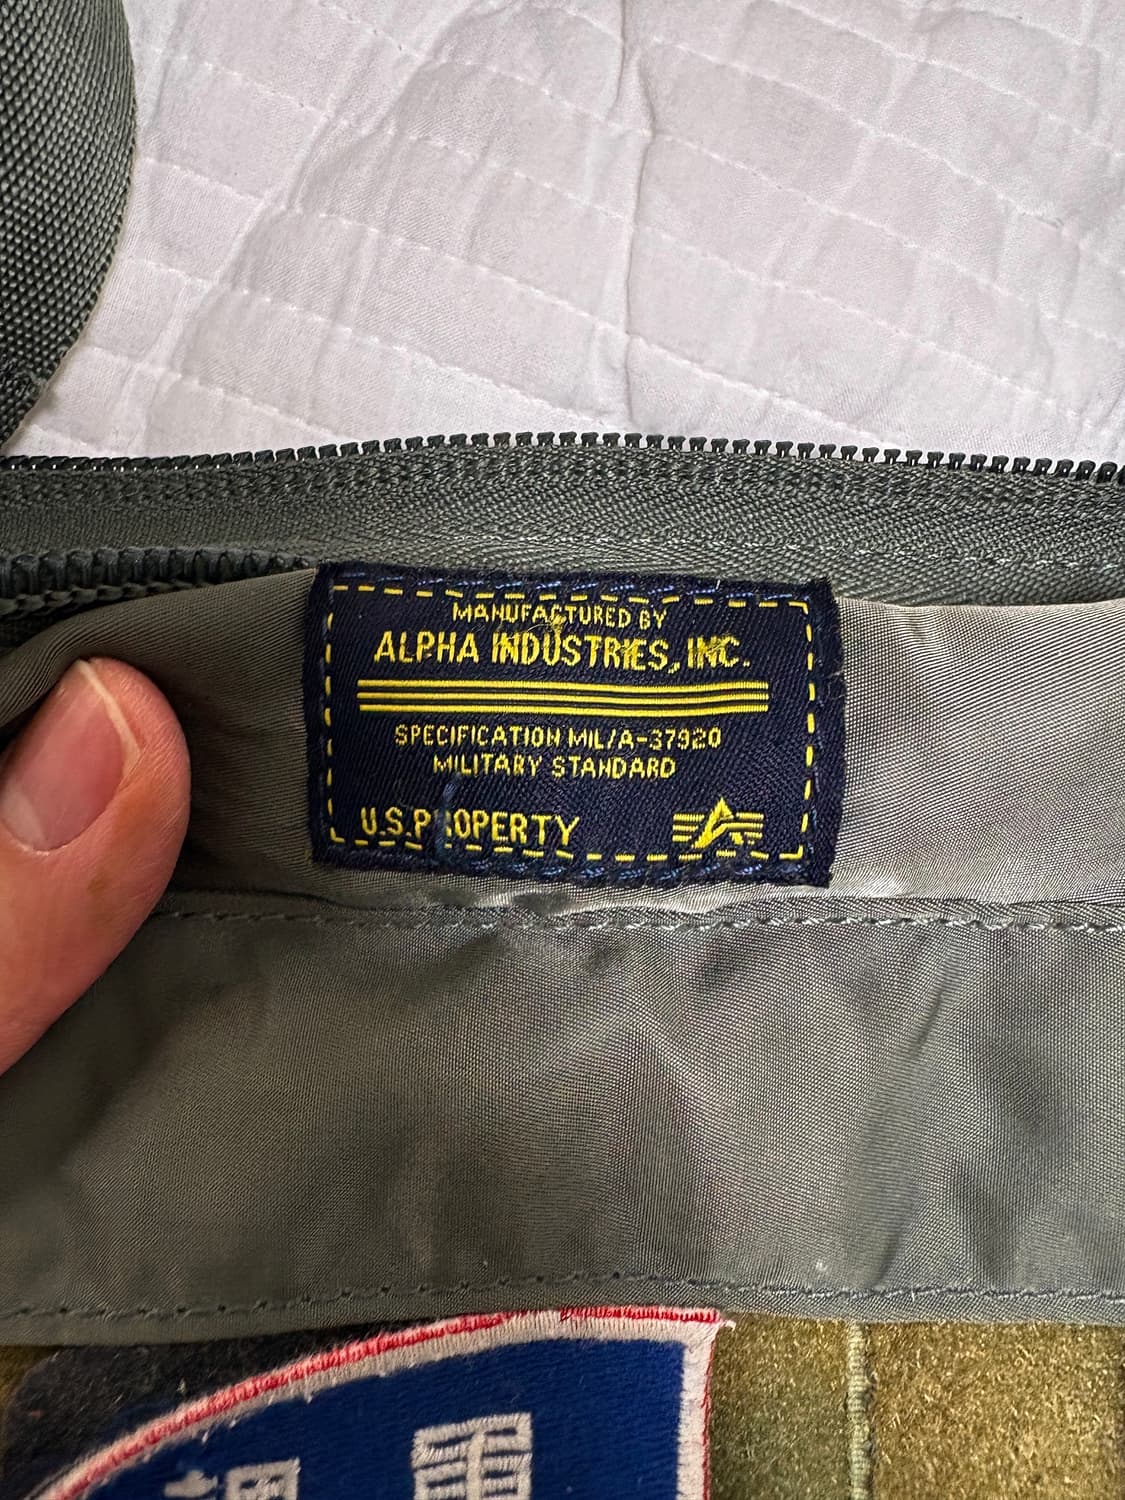 MANUFACTURED BY
ALPHA INDUSTRIES, INC.
SPECIFICATION MIL/A-37920
MILITARY STANDARD
U.S.PROPERTY